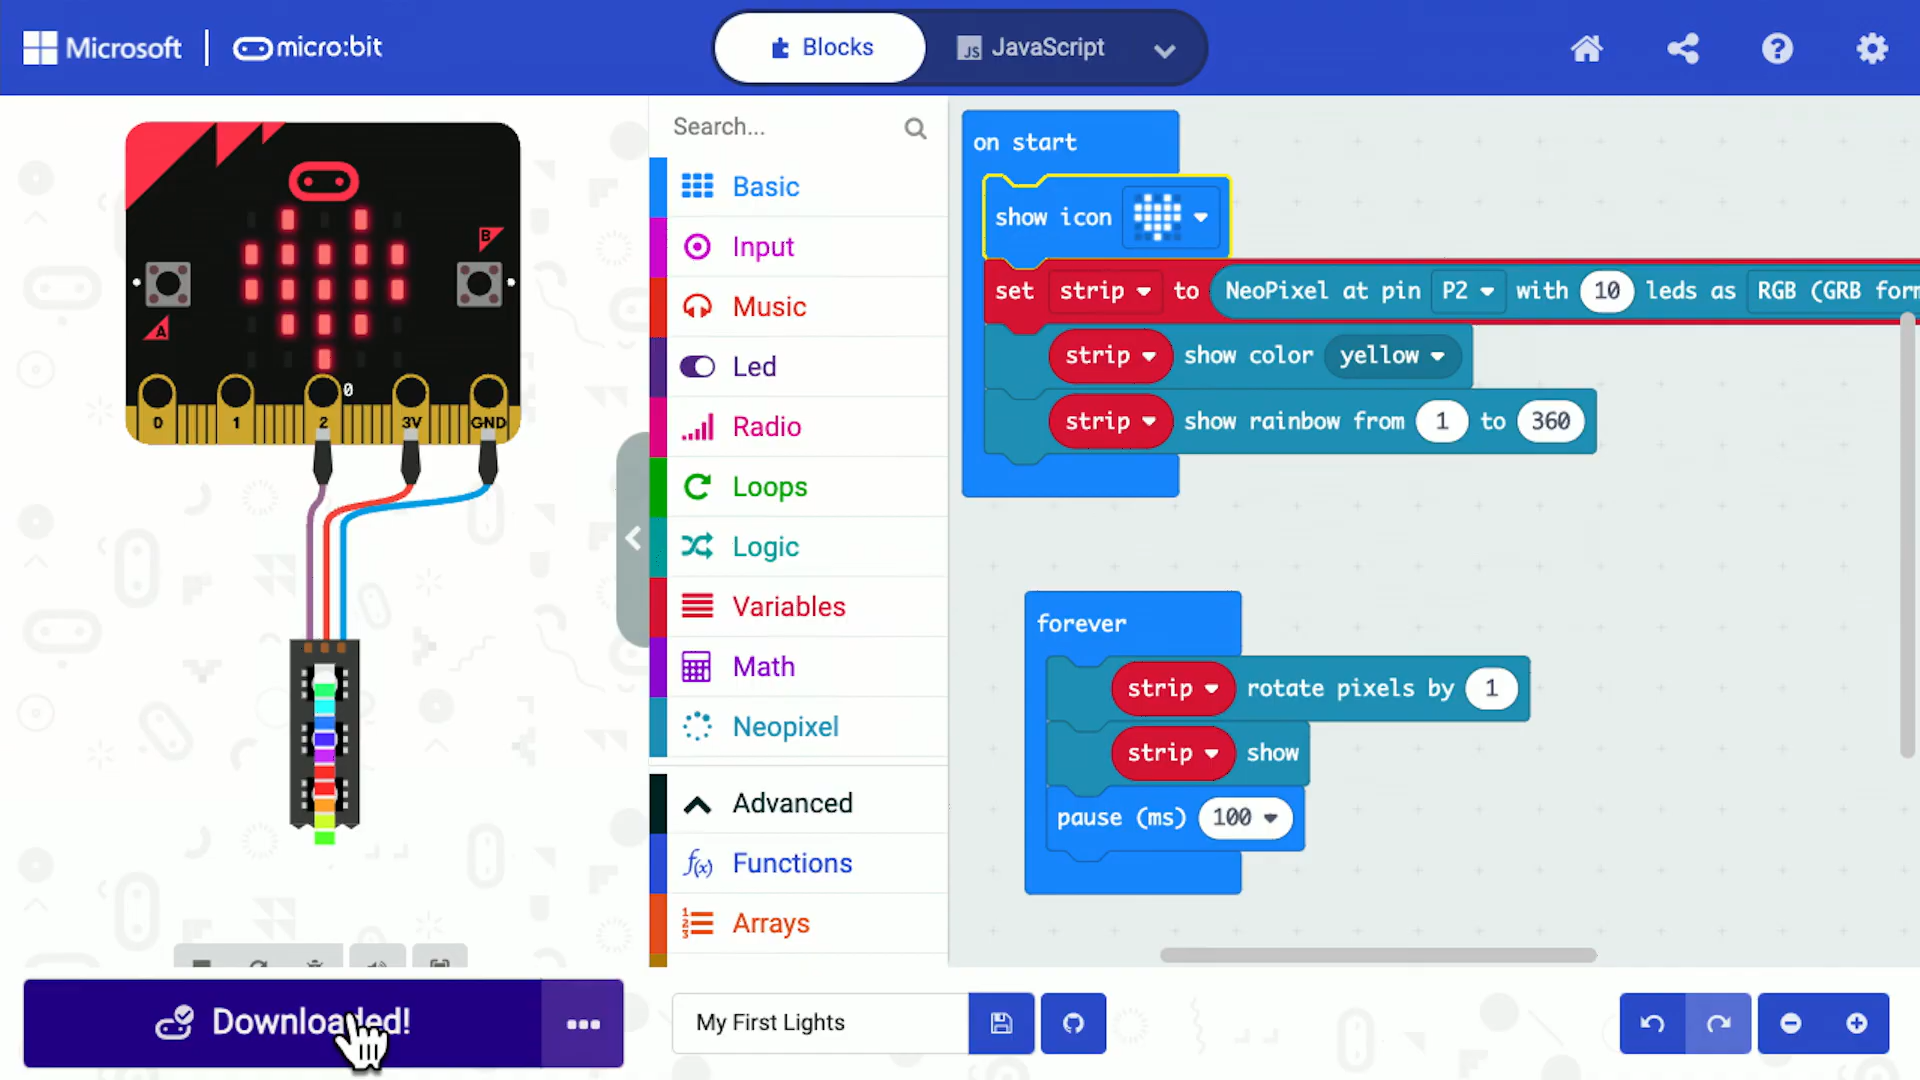 Microsoft | micro:bit
Blocks
JS JavaScript
B
A
0
0 1 2 3V GND
Downloaded!
Search...
Basic
Input
Music
Led
Radio
Loops
Logic
Variables
Math
Neopixel
Advanced
f(x) Functions
Arrays
on start
show icon
set strip to NeoPixel at pin P2 with 10 leds as RGB (GRB form
strip show color yellow
strip show rainbow from 1 to 360
forever
strip rotate pixels by 1
strip show
pause (ms) 100
My First Lights